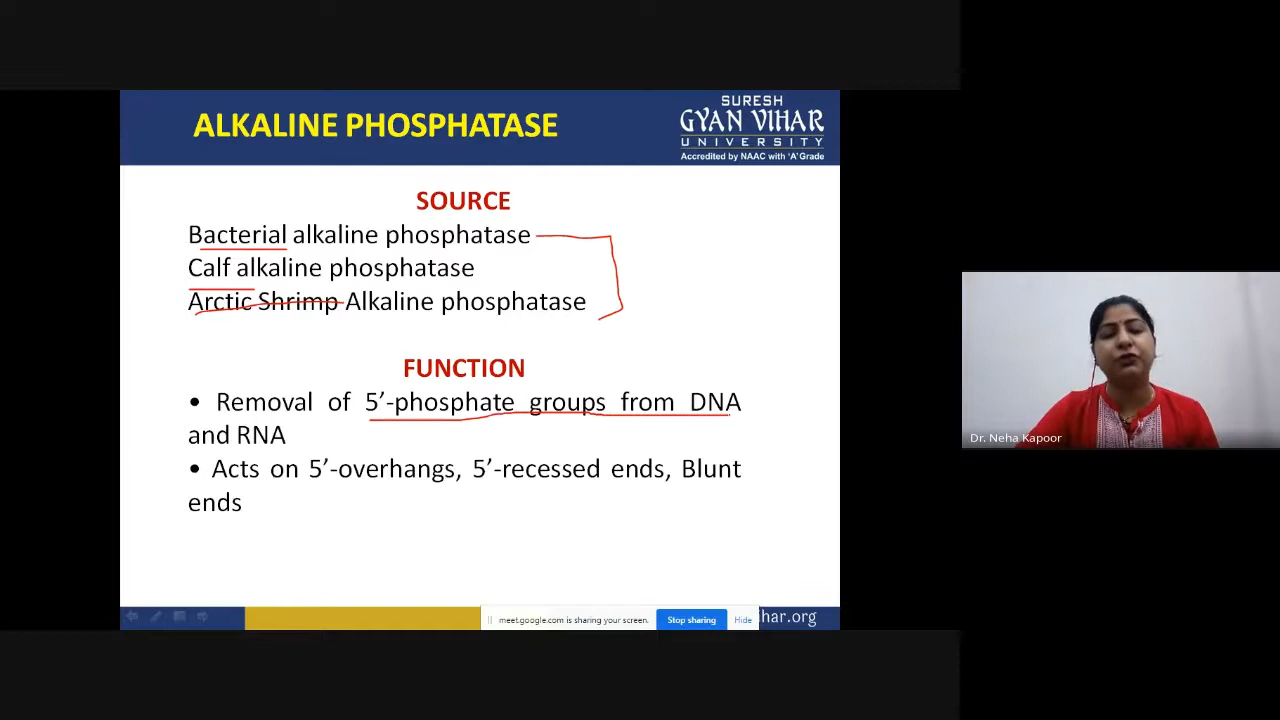 ALKALINE PHOSPHATASE
SURESH
GYAN VIHAR
UNIVERSITY
Accredited by NAAC with 'A' Grade
SOURCE
Bacterial alkaline phosphatase
Calf alkaline phosphatase
Arctic Shrimp Alkaline phosphatase
FUNCTION
• Removal of 5’-phosphate groups from DNA
and RNA
• Acts on 5’-overhangs, 5’-recessed ends, Blunt
ends
Dr. Neha Kapoor
meet.google.com is sharing your screen.
Stop sharing
Hide
har.org